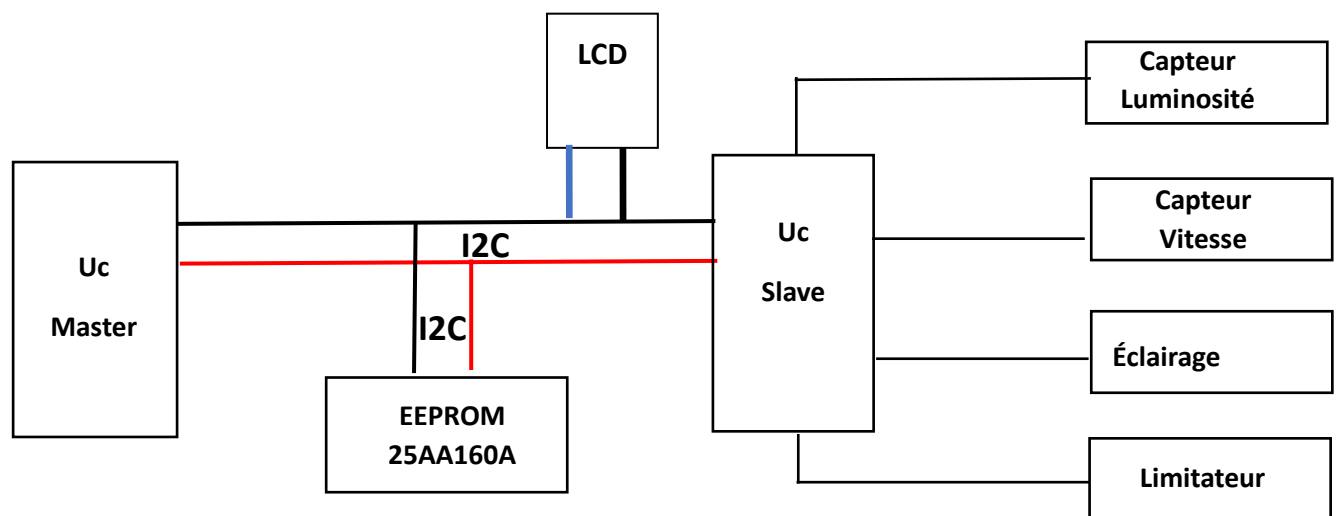 LCD
Capteur
Luminosité
Uc
Master
I2C
I2C
EEPROM
25AA160A
Uc
Slave
Capteur
Vitesse
Éclairage
Limitateur